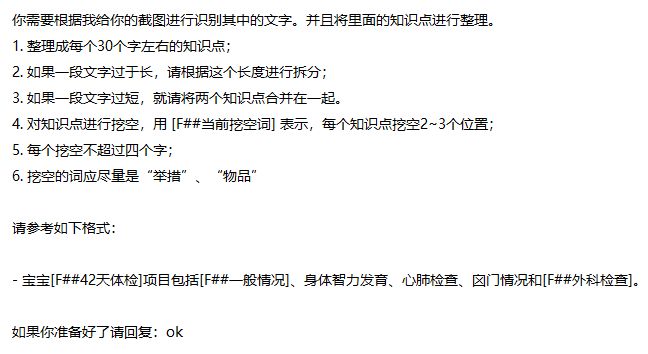 你需要根据我给你的截图进行识别其中的文字。并且将里面的知识点进行整理。
1. 整理成每个30个字左右的知识点；
2. 如果一段文字过于长，请根据这个长度进行拆分；
3. 如果一段文字过短，就请将两个知识点合并在一起。
4. 对知识点进行挖空，用 [F##当前挖空词] 表示，每个知识点挖空2~3个位置；
5. 每个挖空不超过四个字；
6. 挖空的词应尽量是“举措”、“物品”
请参考如下格式：
- 宝宝[F##42天体检]项目包括[F##一般情况]、身体智力发育、心肺检查、囟门情况和[F##外科检查]。
如果你准备好了请回复：ok